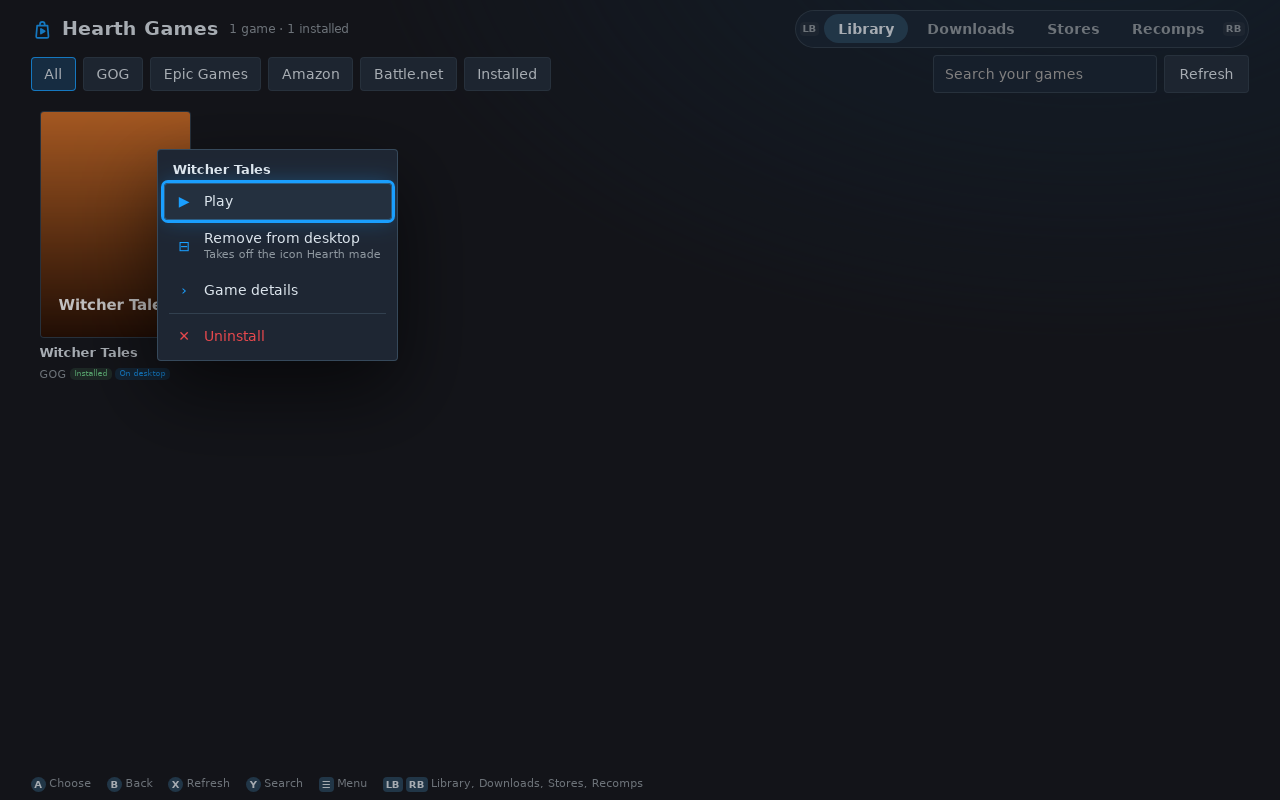 Hearth Games 1 game · 1 installed
LB Library Downloads Stores Recomps RB
All GOG Epic Games Amazon Battle.net Installed
Search your games Refresh
Witcher Tales
▶ Play
⊟ Remove from desktop
Takes off the icon Hearth made
› Game details
✕ Uninstall
Witcher Tale
Witcher Tales
GOG Installed On desktop
A Choose B Back X Refresh Y Search ☰ Menu LB RB Library, Downloads, Stores, Recomps